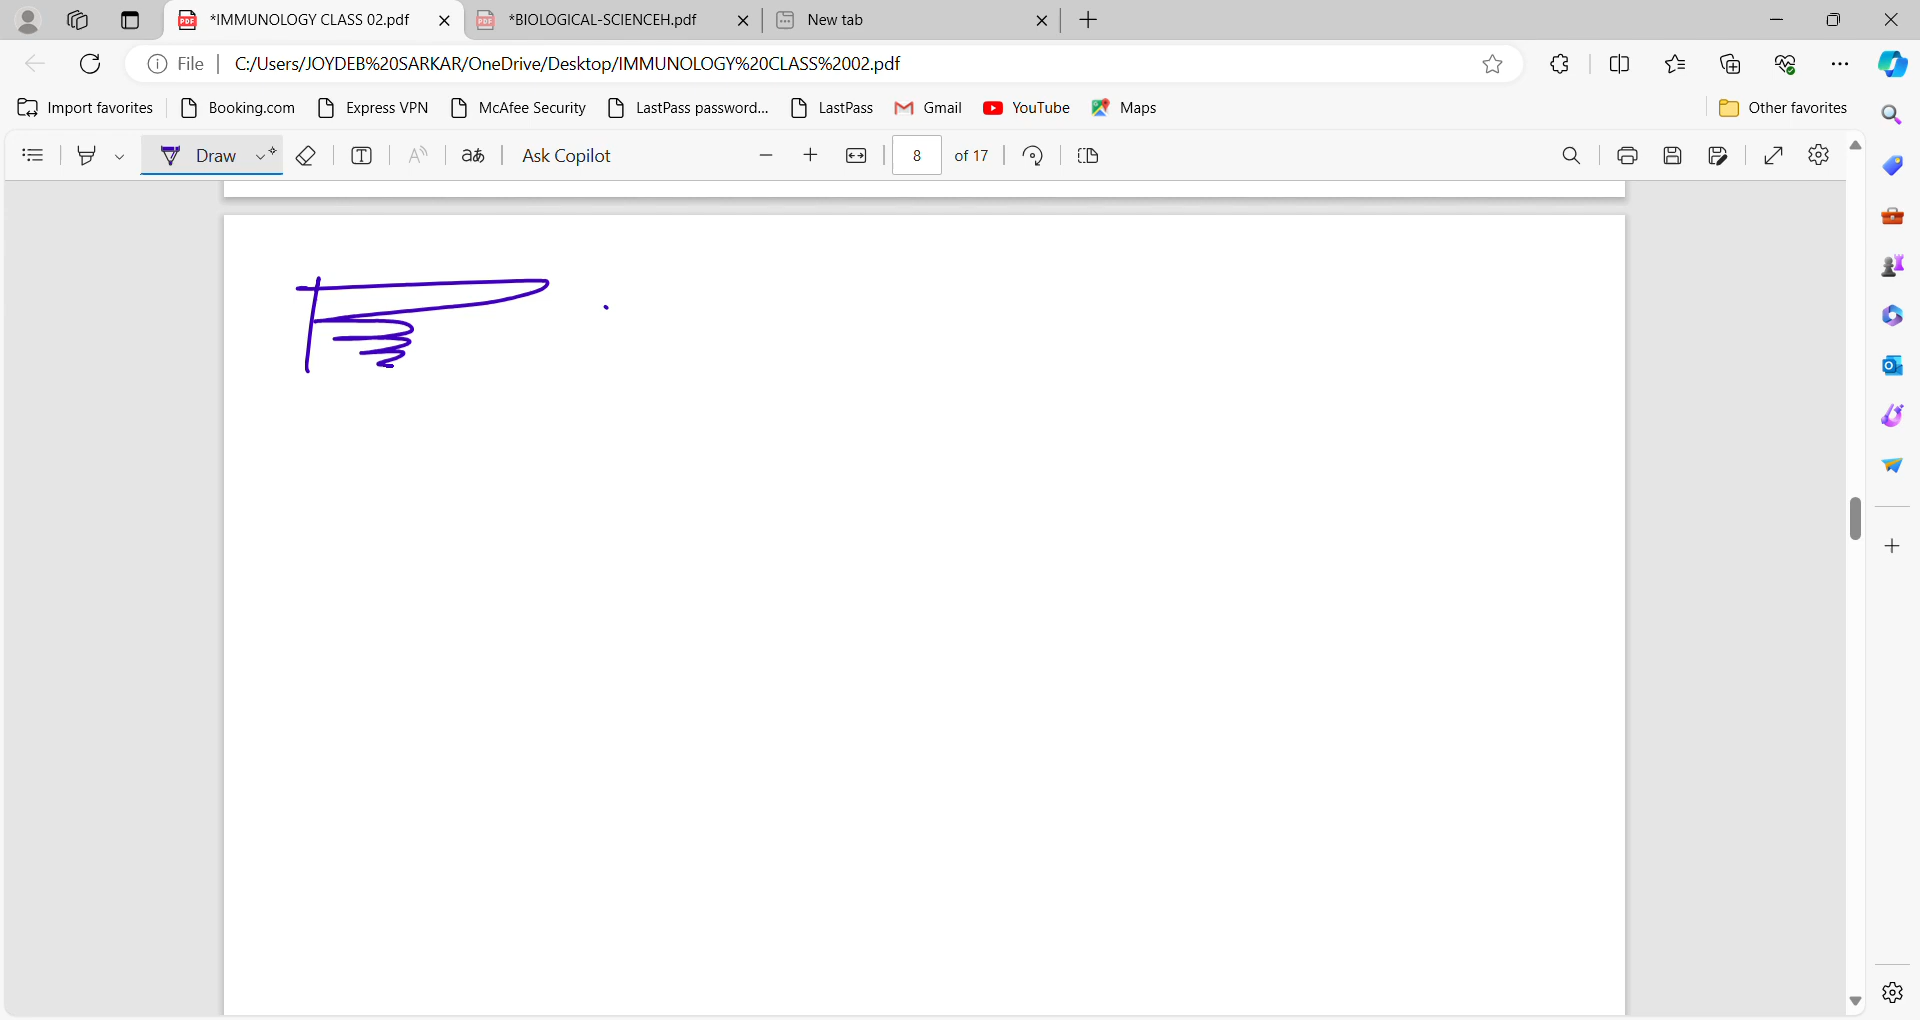 *IMMUNOLOGY CLASS 02.pdf
*BIOLOGICAL-SCIENCEH.pdf
New tab
File
C:/Users/JOYDEB%20SARKAR/OneDrive/Desktop/IMMUNOLOGY%20CLASS%2002.pdf
Import favorites
Booking.com
Express VPN
McAfee Security
LastPass password...
LastPass
Gmail
YouTube
Maps
Other favorites
Draw
aあ
Ask Copilot
8
of 17